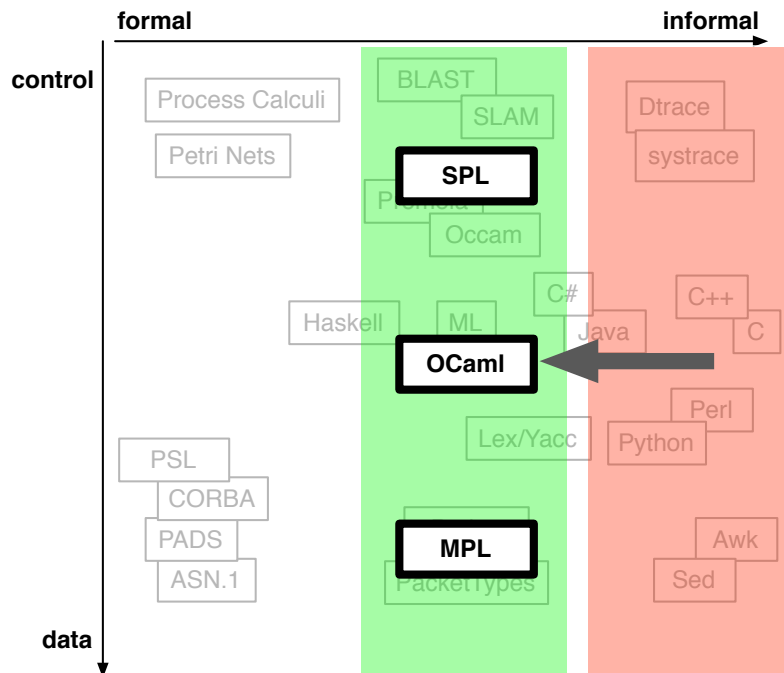 formal
informal
control
BLAST
Process Calculi
SLAM
Dtrace
Petri Nets
systrace
SPL
Promela
Occam
C#
C++
Haskell
ML
Java
C
OCaml
Perl
Lex/Yacc
Python
PSL
CORBA
PADS
MPL
Awk
ASN.1
PacketTypes
Sed
data